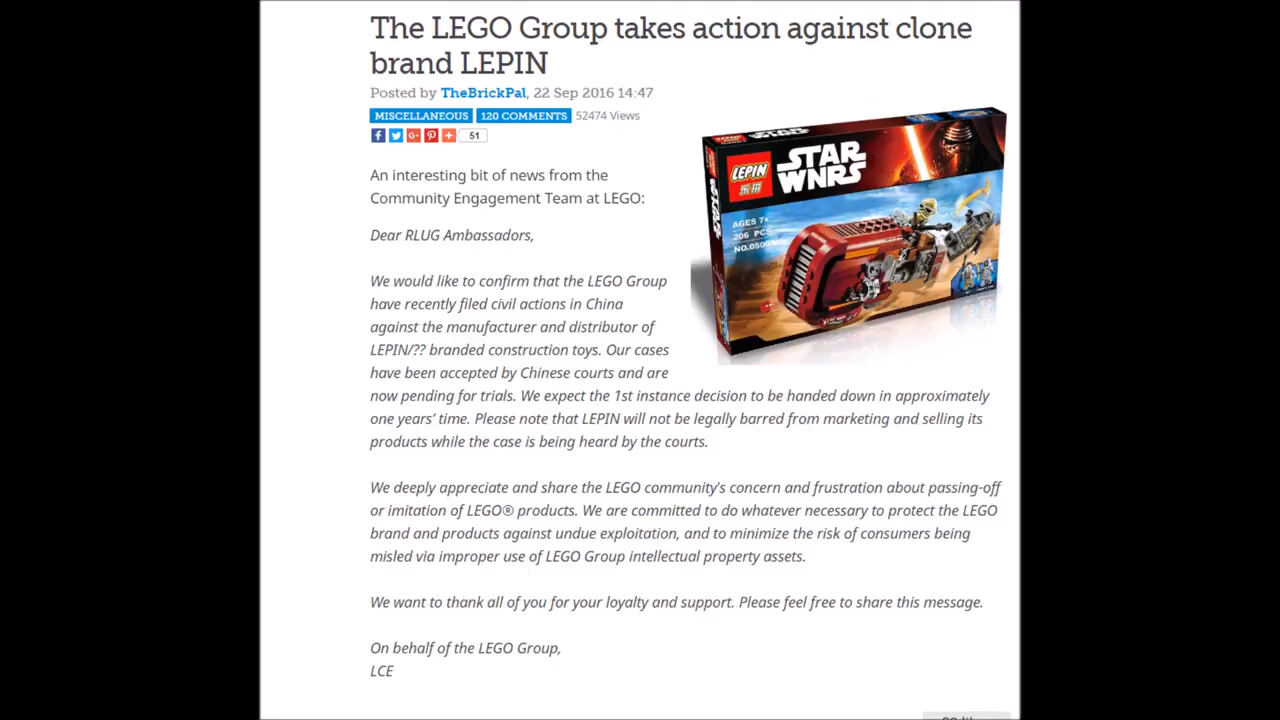 The LEGO Group takes action against clone
brand LEPIN
Posted by TheBrickPal, 22 Sep 2016 14:47
MISCELLANEOUS 120 COMMENTS 52474 Views
51
An interesting bit of news from the
Community Engagement Team at LEGO:
Dear RLUG Ambassadors,
We would like to confirm that the LEGO Group
have recently filed civil actions in China
against the manufacturer and distributor of
LEPIN/?? branded construction toys. Our cases
have been accepted by Chinese courts and are
now pending for trials. We expect the 1st instance decision to be handed down in approximately
one years’ time. Please note that LEPIN will not be legally barred from marketing and selling its
products while the case is being heard by the courts.
We deeply appreciate and share the LEGO community's concern and frustration about passing-off
or imitation of LEGO® products. We are committed to do whatever necessary to protect the LEGO
brand and products against undue exploitation, and to minimize the risk of consumers being
misled via improper use of LEGO Group intellectual property assets.
We want to thank all of you for your loyalty and support. Please feel free to share this message.
On behalf of the LEGO Group,
LCE
LEPIN
STAR
WNRS
AGES 7+
206 PCS